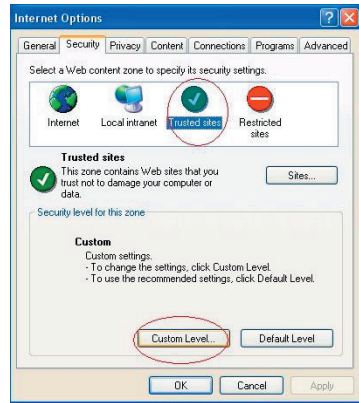 Internet Options
General Security Privacy Content Connections Programs Advanced
Select a Web content zone to specify its security settings.
Internet Local intranet Trusted sites Restricted
sites
Trusted sites
This zone contains Web sites that you
trust not to damage your computer or
data.
Sites...
Security level for this zone
Custom
Custom settings.
- To change the settings, click Custom Level.
- To use the recommended settings, click Default Level.
Custom Level... Default Level
OK Cancel Apply